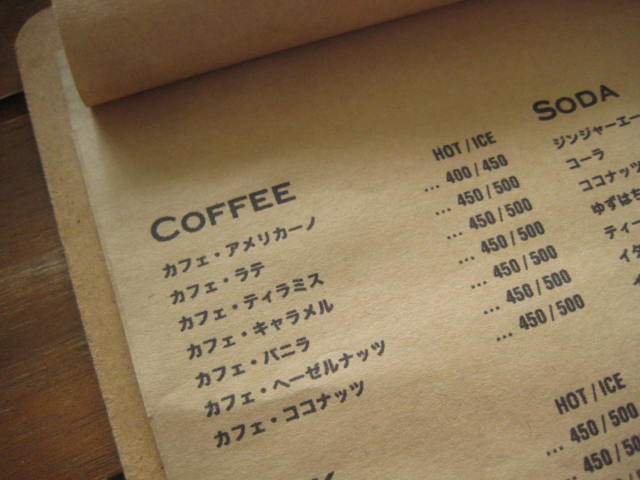 COFFEE
HOT / ICE
カフェ・アメリカーノ ... 400 / 450
カフェ・ラテ ... 450 / 500
カフェ・ティラミス ... 450 / 500
カフェ・キャラメル ... 450 / 500
カフェ・バニラ ... 450 / 500
カフェ・ヘーゼルナッツ ... 450 / 500
カフェ・ココナッツ ... 450 / 500
SODA
ジンジャーエー
コーラ
ココナッツ
ゆずはち
ティー
イタ
HOT / ICE
... 450 / 500
... 450 / 50
... 450 /